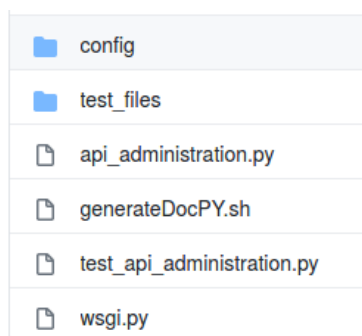 config
test_files
api_administration.py
generateDocPY.sh
test_api_administration.py
wsgi.py